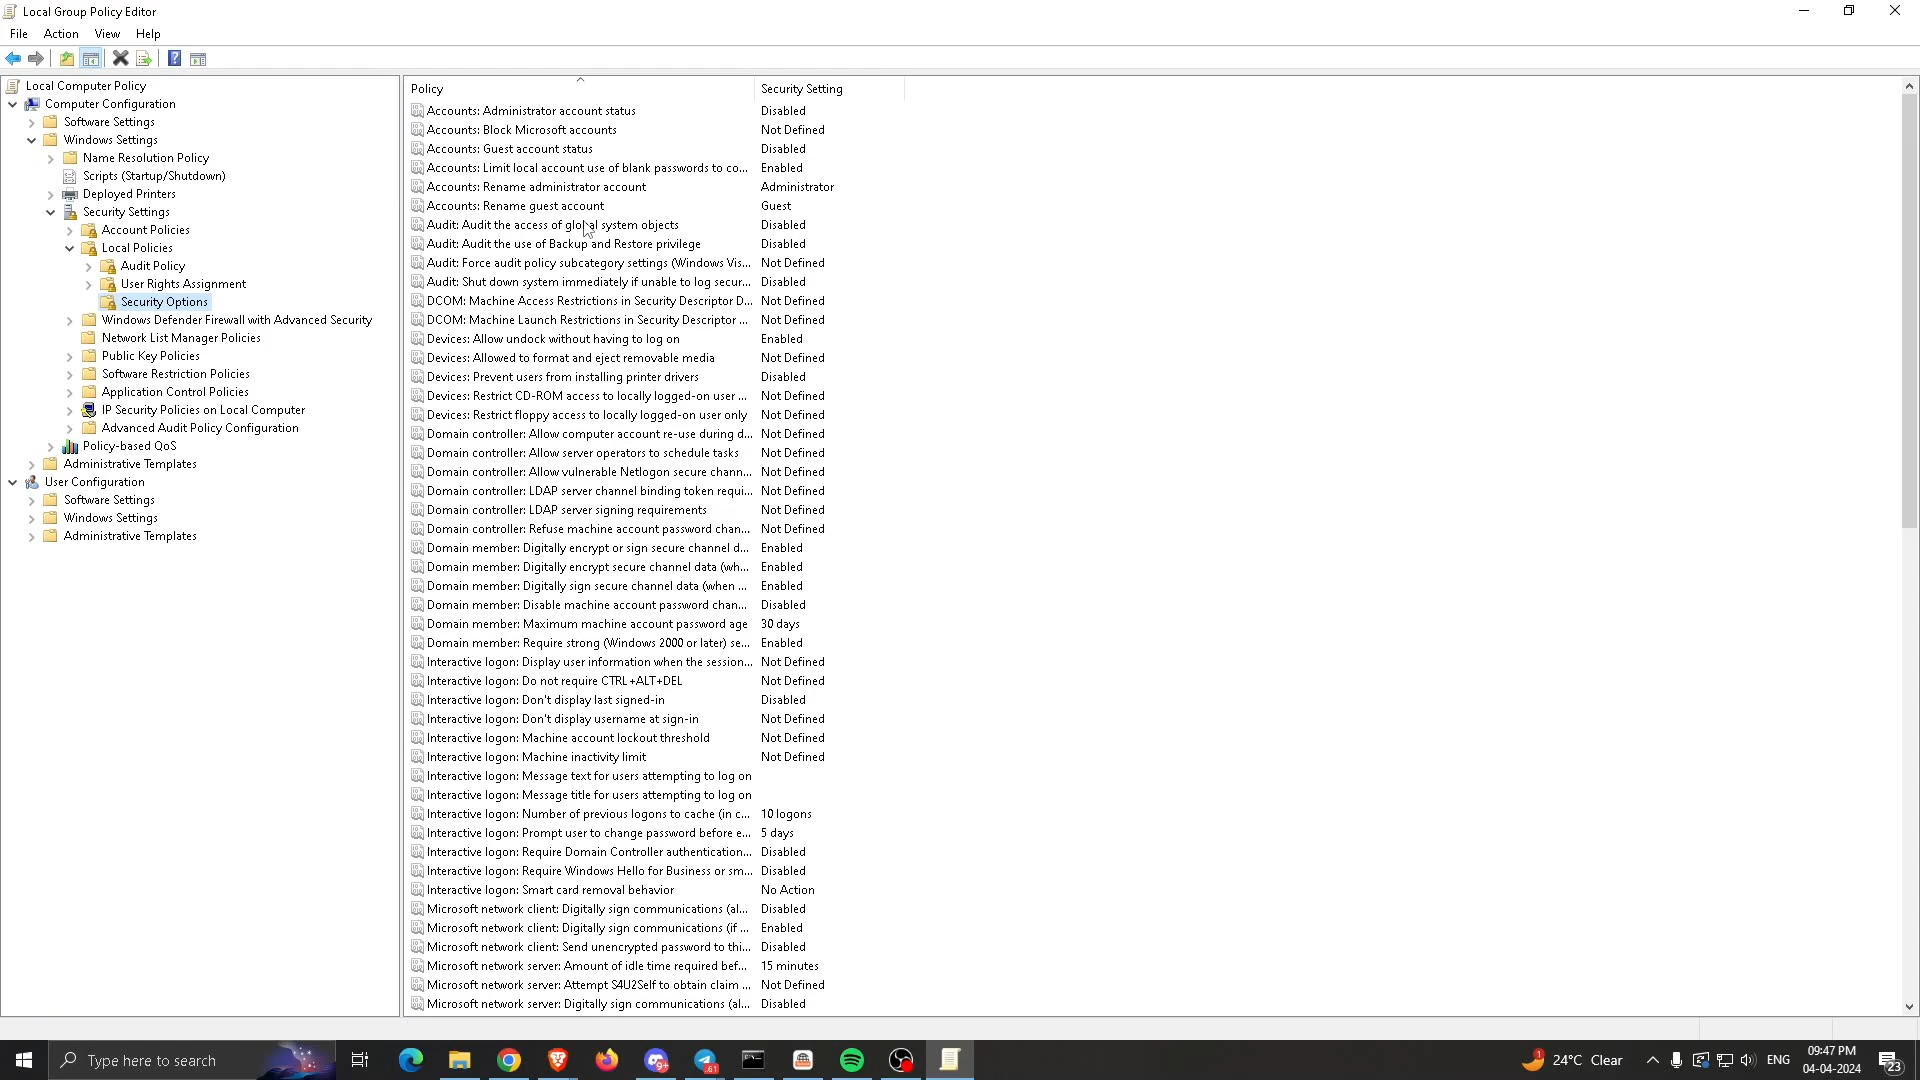 Local Group Policy Editor
File Action View Help
Local Computer Policy
Computer Configuration
Software Settings
Windows Settings
Name Resolution Policy
Scripts (Startup/Shutdown)
Deployed Printers
Security Settings
Account Policies
Local Policies
Audit Policy
User Rights Assignment
Security Options
Windows Defender Firewall with Advanced Security
Network List Manager Policies
Public Key Policies
Software Restriction Policies
Application Control Policies
IP Security Policies on Local Computer
Advanced Audit Policy Configuration
Policy-based QoS
Administrative Templates
User Configuration
Software Settings
Windows Settings
Administrative Templates
Policy Security Setting
Accounts: Administrator account status Disabled
Accounts: Block Microsoft accounts Not Defined
Accounts: Guest account status Disabled
Accounts: Limit local account use of blank passwords to co... Enabled
Accounts: Rename administrator account Administrator
Accounts: Rename guest account Guest
Audit: Audit the access of global system objects Disabled
Audit: Audit the use of Backup and Restore privilege Disabled
Audit: Force audit policy subcategory settings (Windows Vis... Not Defined
Audit: Shut down system immediately if unable to log secur... Disabled
DCOM: Machine Access Restrictions in Security Descriptor D... Not Defined
DCOM: Machine Launch Restrictions in Security Descriptor ... Not Defined
Devices: Allow undock without having to log on Enabled
Devices: Allowed to format and eject removable media Not Defined
Devices: Prevent users from installing printer drivers Disabled
Devices: Restrict CD-ROM access to locally logged-on user ... Not Defined
Devices: Restrict floppy access to locally logged-on user only Not Defined
Domain controller: Allow computer account re-use during d... Not Defined
Domain controller: Allow server operators to schedule tasks Not Defined
Domain controller: Allow vulnerable Netlogon secure chann... Not Defined
Domain controller: LDAP server channel binding token requi... Not Defined
Domain controller: LDAP server signing requirements Not Defined
Domain controller: Refuse machine account password chan... Not Defined
Domain member: Digitally encrypt or sign secure channel d... Enabled
Domain member: Digitally encrypt secure channel data (wh... Enabled
Domain member: Digitally sign secure channel data (when ... Enabled
Domain member: Disable machine account password chan... Disabled
Domain member: Maximum machine account password age 30 days
Domain member: Require strong (Windows 2000 or later) se... Enabled
Interactive logon: Display user information when the session... Not Defined
Interactive logon: Do not require CTRL+ALT+DEL Not Defined
Interactive logon: Don't display last signed-in Disabled
Interactive logon: Don't display username at sign-in Not Defined
Interactive logon: Machine account lockout threshold Not Defined
Interactive logon: Machine inactivity limit Not Defined
Interactive logon: Message text for users attempting to log on
Interactive logon: Message title for users attempting to log on
Interactive logon: Number of previous logons to cache (in c... 10 logons
Interactive logon: Prompt user to change password before e... 5 days
Interactive logon: Require Domain Controller authentication... Disabled
Interactive logon: Require Windows Hello for Business or sm... Disabled
Interactive logon: Smart card removal behavior No Action
Microsoft network client: Digitally sign communications (al... Disabled
Microsoft network client: Digitally sign communications (if ... Enabled
Microsoft network client: Send unencrypted password to thi... Disabled
Microsoft network server: Amount of idle time required bef... 15 minutes
Microsoft network server: Attempt S4U2Self to obtain claim ... Not Defined
Microsoft network server: Digitally sign communications (al... Disabled
Type here to search 9+ 61 1 24°C Clear ENG 09:47 PM
04-04-2024 23